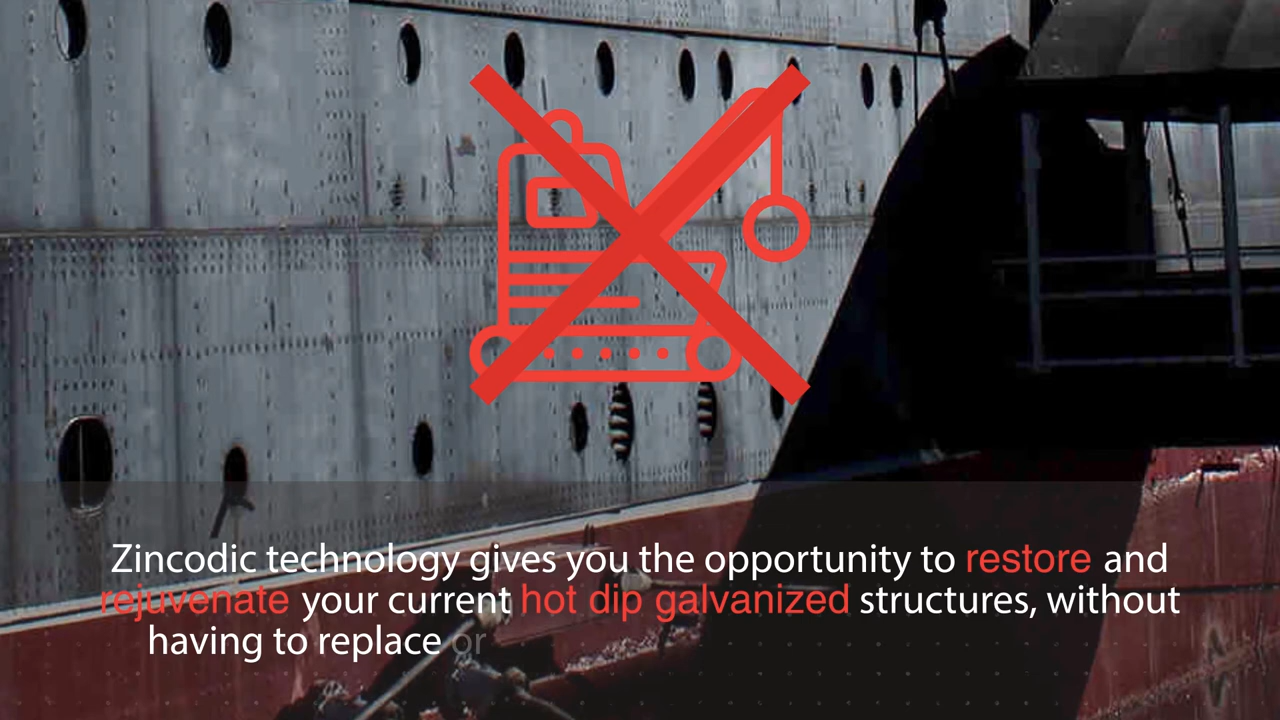 Zincodic technology gives you the opportunity to restore and
rejuvenate your current hot dip galvanized structures, without
having to replace or